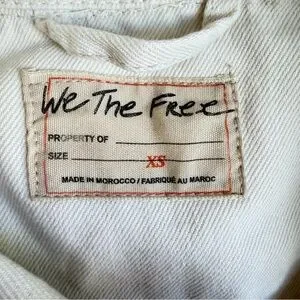 We The Free
PROPERTY OF
SIZE XS
MADE IN MOROCCO / FABRIQUÉ AU MAROC